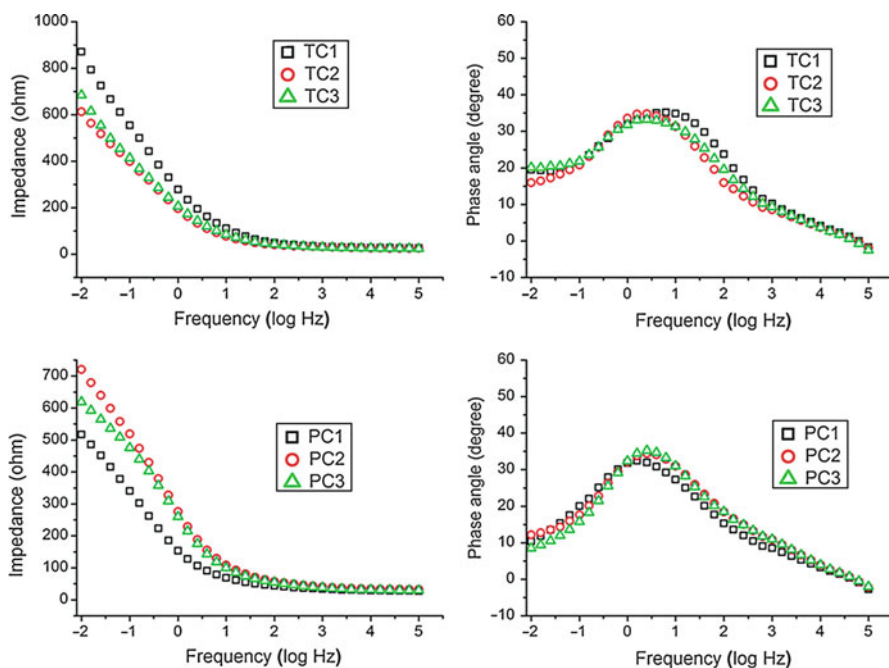 1000
800
600
400
200
0
Impedance (ohm)
TC1
TC2
TC3
−2 −1 0 1 2 3 4 5
Frequency (log Hz)
60
50
40
30
20
10
0
−10
Phase angle (degree)
TC1
TC2
TC3
−2 −1 0 1 2 3 4 5
Frequency (log Hz)
700
600
500
400
300
200
100
0
Impedance (ohm)
PC1
PC2
PC3
−2 −1 0 1 2 3 4 5
Frequency (log Hz)
60
50
40
30
20
10
0
−10
Phase angle (degree)
PC1
PC2
PC3
−2 −1 0 1 2 3 4 5
Frequency (log Hz)